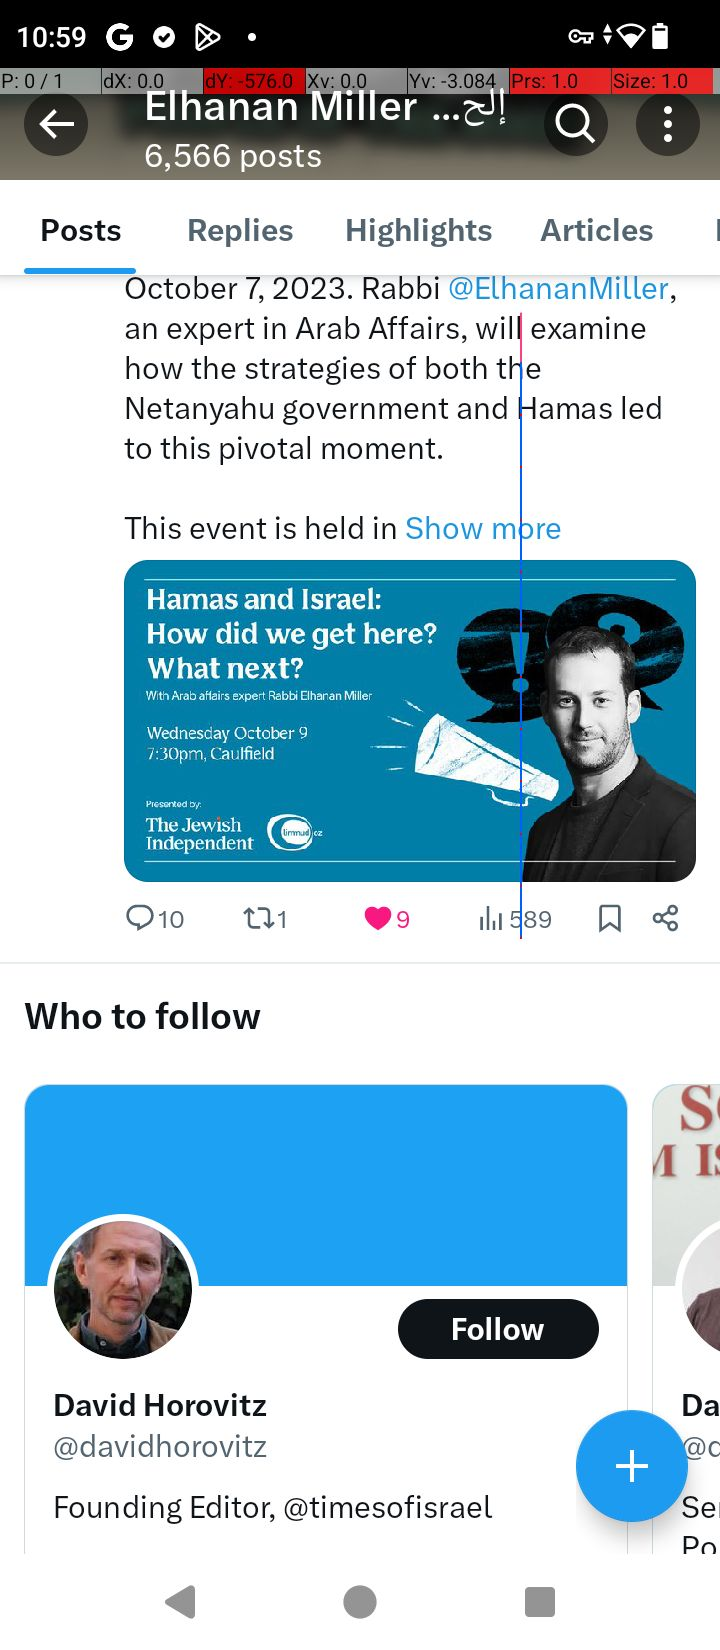 10:59
P: 0 / 1
dX: 0.0
dY: -576.0
Xv: 0.0
Yv: -3.084
Prs: 1.0
Size: 1.0
Elhanan Miller ...إلح
6,566 posts
Posts
Replies
Highlights
Articles
October 7, 2023. Rabbi @ElhananMiller,
an expert in Arab Affairs, will examine
how the strategies of both the
Netanyahu government and Hamas led
to this pivotal moment.
This event is held in Show more
Hamas and Israel:
How did we get here?
What next?
With Arab affairs expert Rabbi Elhanan Miller
Wednesday October 9
7:30pm, Caulfield
Presented by:
The Jewish
Independent
limmud oz
10
1
9
589
Who to follow
Follow
David Horovitz
@davidhorovitz
Founding Editor, @timesofisrael
Da
Se
Po